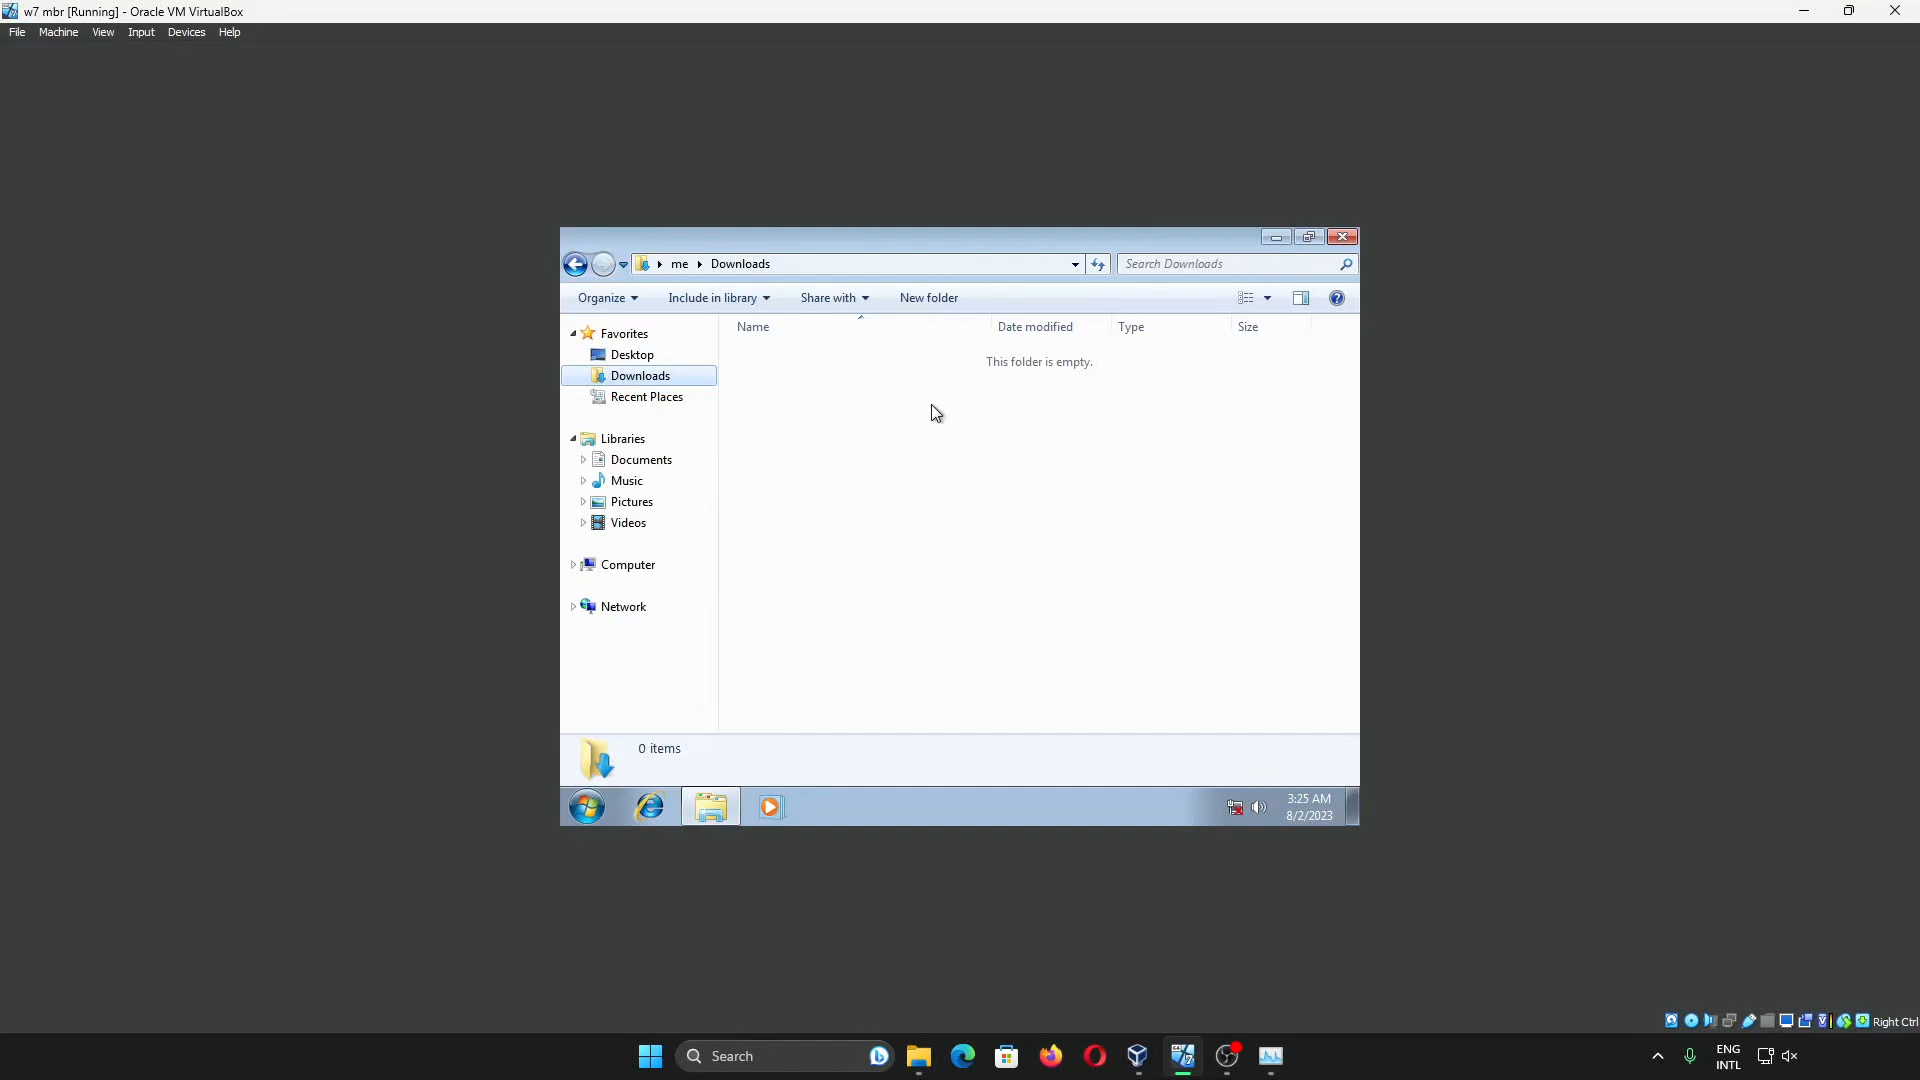 w7 mbr [Running] - Oracle VM VirtualBox
File Machine View Input Devices Help
me Downloads
Search Downloads
Organize Include in library Share with New folder
Name Date modified Type Size
This folder is empty.
Favorites
Desktop
Downloads
Recent Places
Libraries
Documents
Music
Pictures
Videos
Computer
Network
0 items
3:25 AM
8/2/2023
Right Ctrl
Search
ENG
INTL